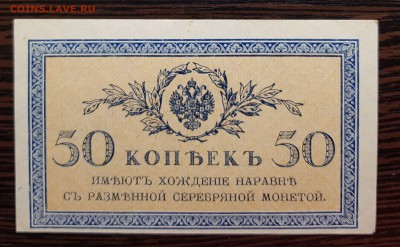 COINS.LAVE.RU
50 КОПѢЕКЪ 50
ИМѢЮТЪ ХОЖДЕНІЕ НАРАВНѢ
СЪ РАЗМѢННОЙ СЕРЕБРЯНОЙ МОНЕТОЙ.